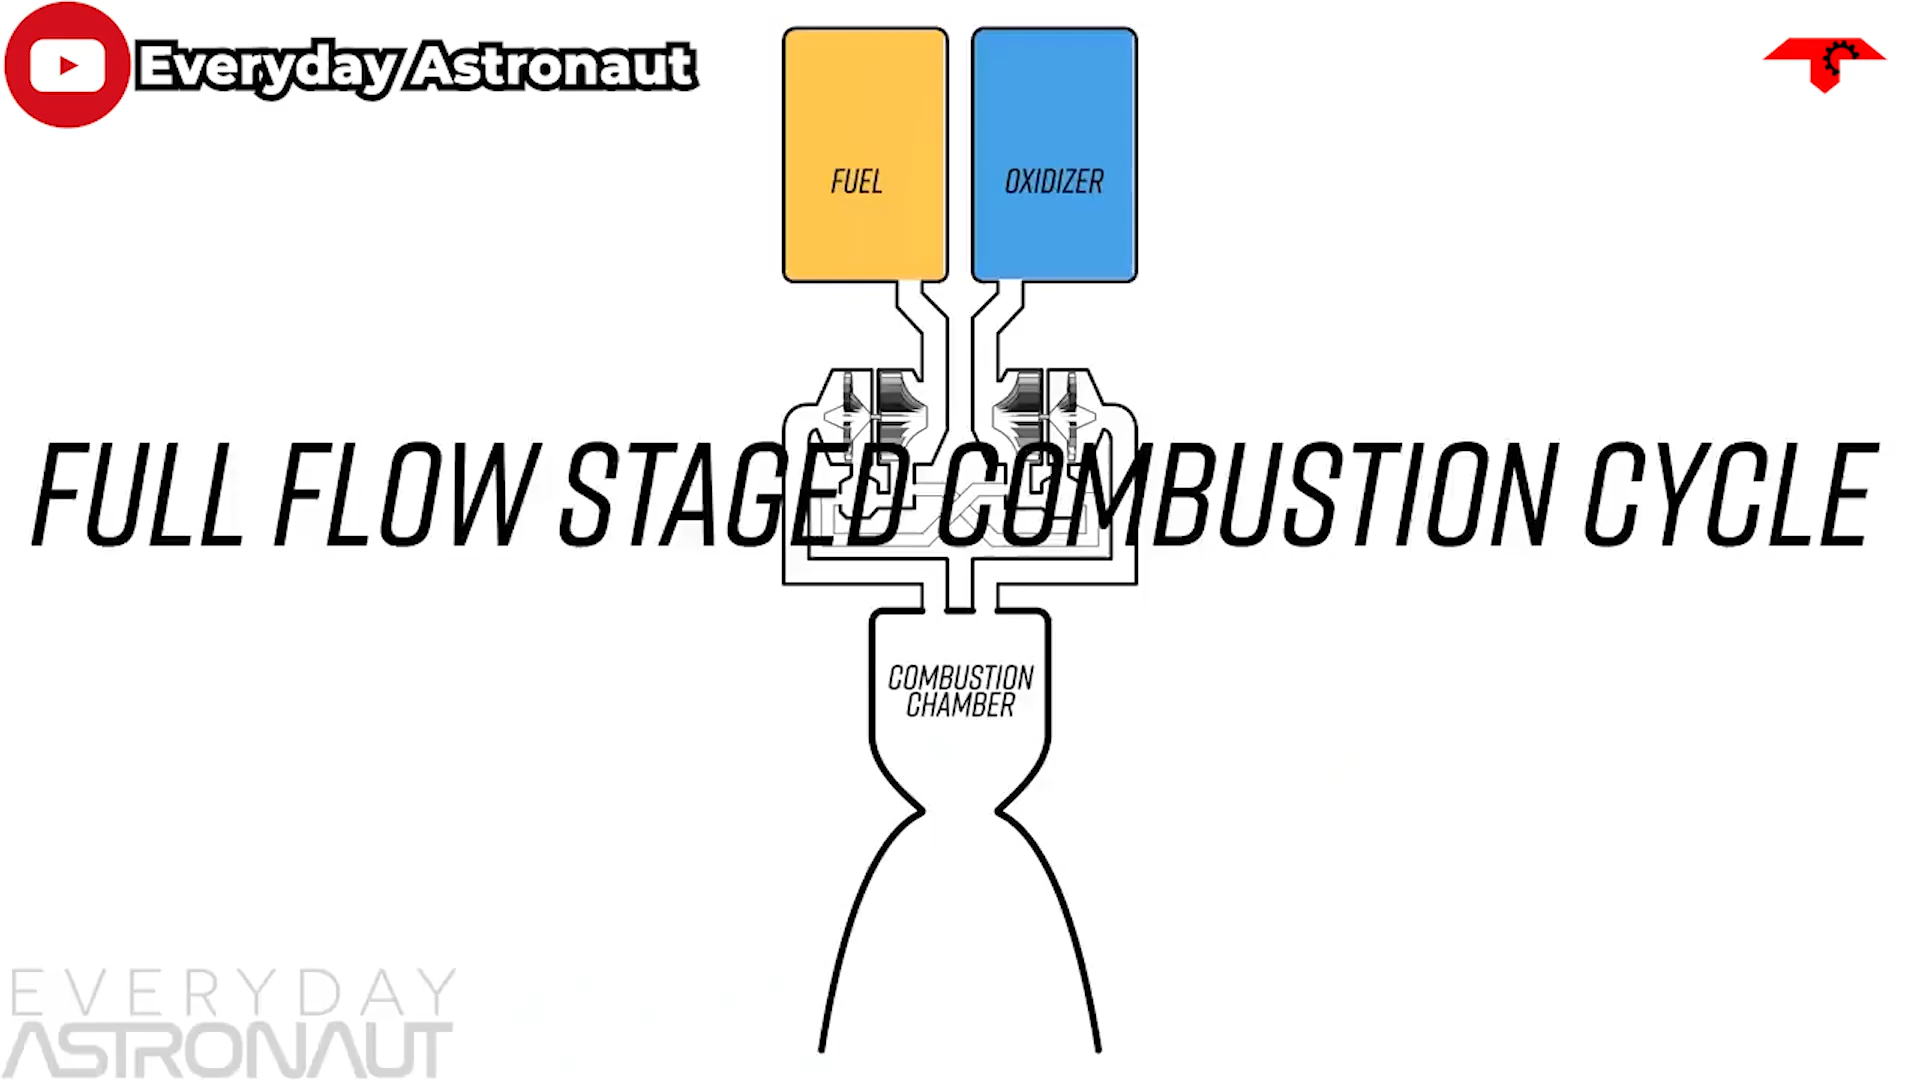 Everyday Astronaut
FUEL
OXIDIZER
FULL FLOW STAGED COMBUSTION CYCLE
COMBUSTION
CHAMBER
EVERYDAY
ASTRONAUT